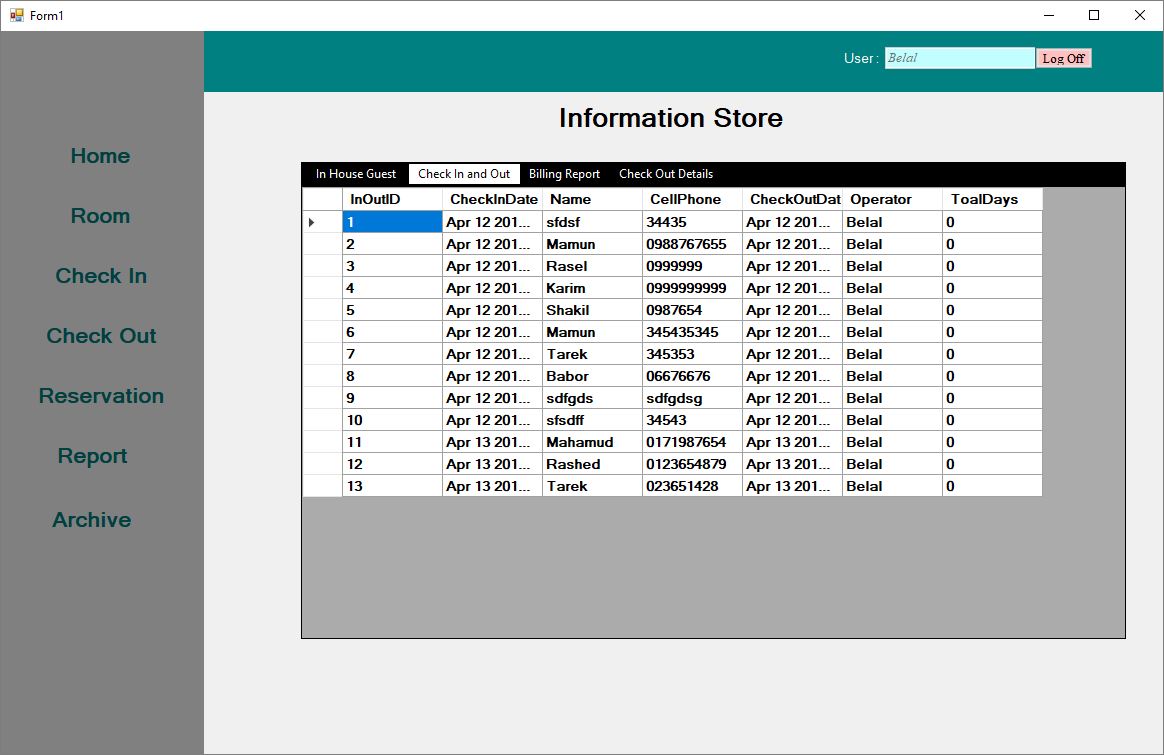 Form1
User : Belal Log Off
Information Store
Home
Room
Check In
Check Out
Reservation
Report
Archive
In House Guest Check In and Out Billing Report Check Out Details
InOutID CheckInDate Name CellPhone CheckOutDat Operator ToalDays
1 Apr 12 201... sfdsf 34435 Apr 12 201... Belal 0
2 Apr 12 201... Mamun 0988767655 Apr 12 201... Belal 0
3 Apr 12 201... Rasel 0999999 Apr 12 201... Belal 0
4 Apr 12 201... Karim 0999999999 Apr 12 201... Belal 0
5 Apr 12 201... Shakil 0987654 Apr 12 201... Belal 0
6 Apr 12 201... Mamun 345435345 Apr 12 201... Belal 0
7 Apr 12 201... Tarek 345353 Apr 12 201... Belal 0
8 Apr 12 201... Babor 06676676 Apr 12 201... Belal 0
9 Apr 12 201... sdfgds sdfgdsg Apr 12 201... Belal 0
10 Apr 12 201... sfsdff 34543 Apr 12 201... Belal 0
11 Apr 13 201... Mahamud 0171987654 Apr 13 201... Belal 0
12 Apr 13 201... Rashed 0123654879 Apr 13 201... Belal 0
13 Apr 13 201... Tarek 023651428 Apr 13 201... Belal 0